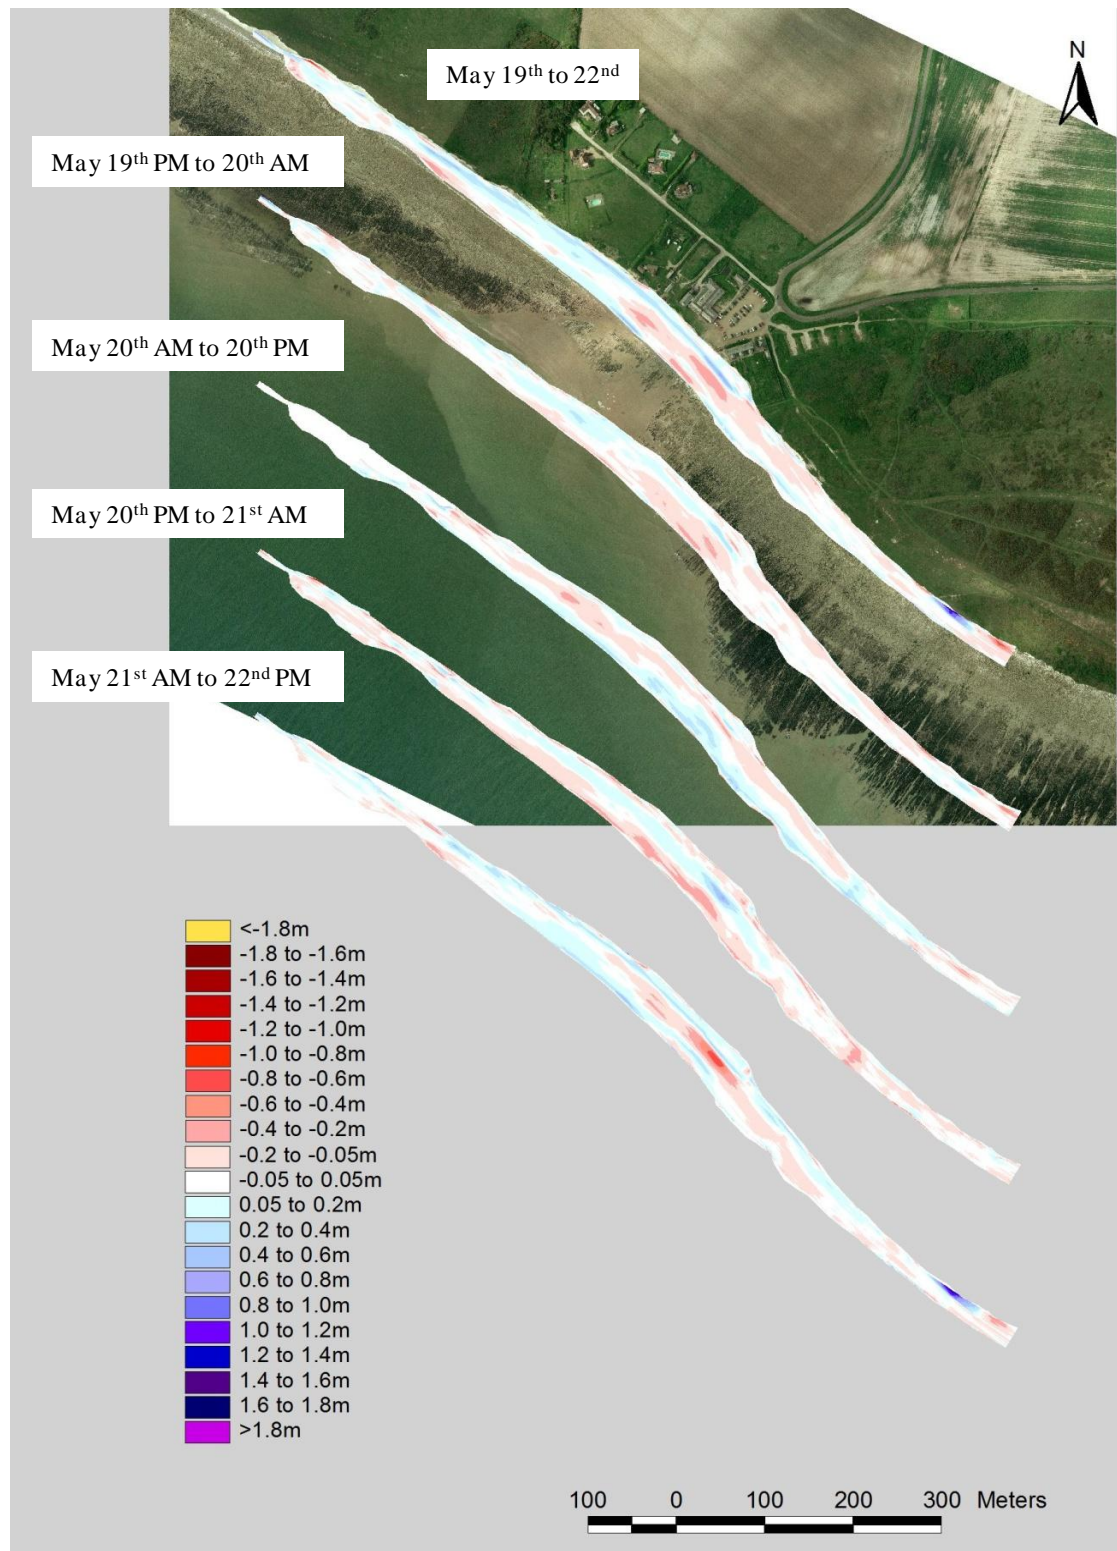 May 19th to 22nd
N
May 19th PM to 20th AM
May 20th AM to 20th PM
May 20th PM to 21st AM
May 21st AM to 22nd PM
<-1.8m
-1.8 to -1.6m
-1.6 to -1.4m
-1.4 to -1.2m
-1.2 to -1.0m
-1.0 to -0.8m
-0.8 to -0.6m
-0.6 to -0.4m
-0.4 to -0.2m
-0.2 to -0.05m
-0.05 to 0.05m
0.05 to 0.2m
0.2 to 0.4m
0.4 to 0.6m
0.6 to 0.8m
0.8 to 1.0m
1.0 to 1.2m
1.2 to 1.4m
1.4 to 1.6m
1.6 to 1.8m
>1.8m
100 0 100 200 300 Meters